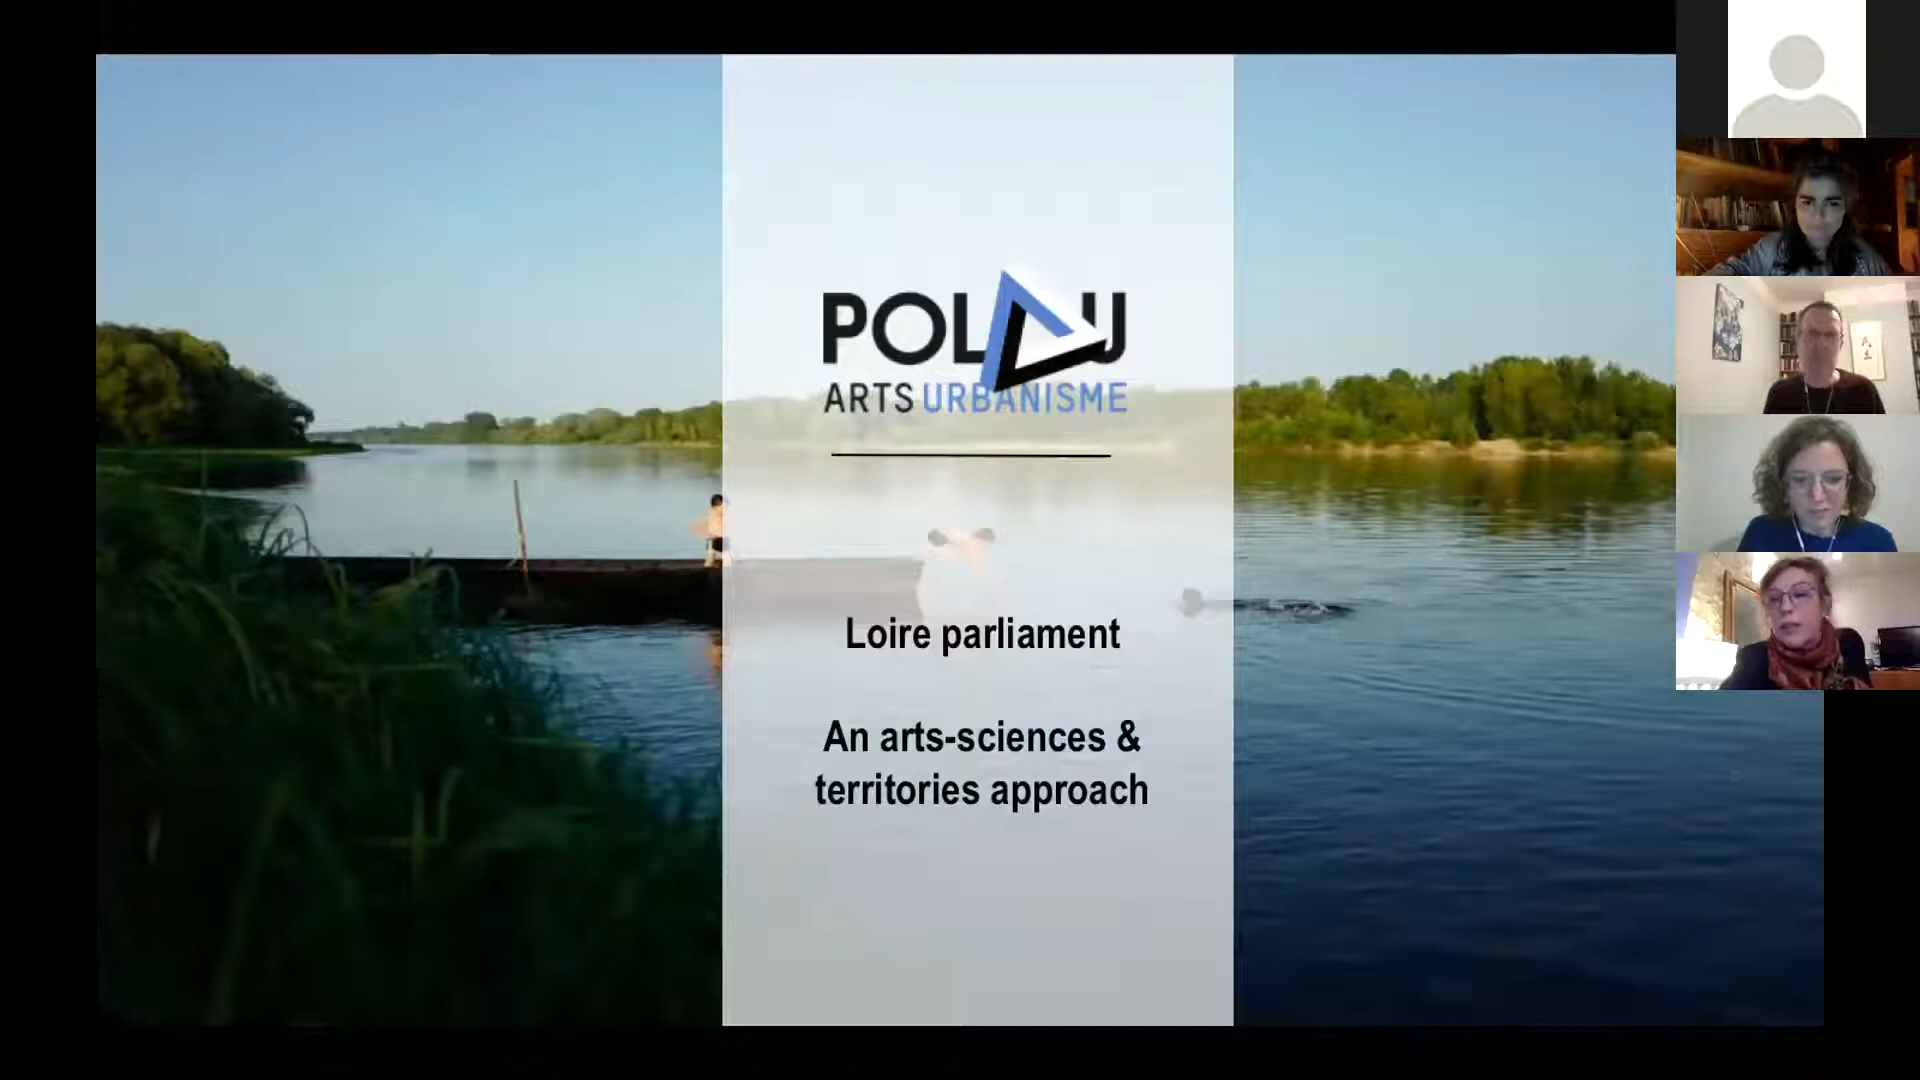 POLAU
ARTS URBANISME
Loire parliament
An arts-sciences &
territories approach